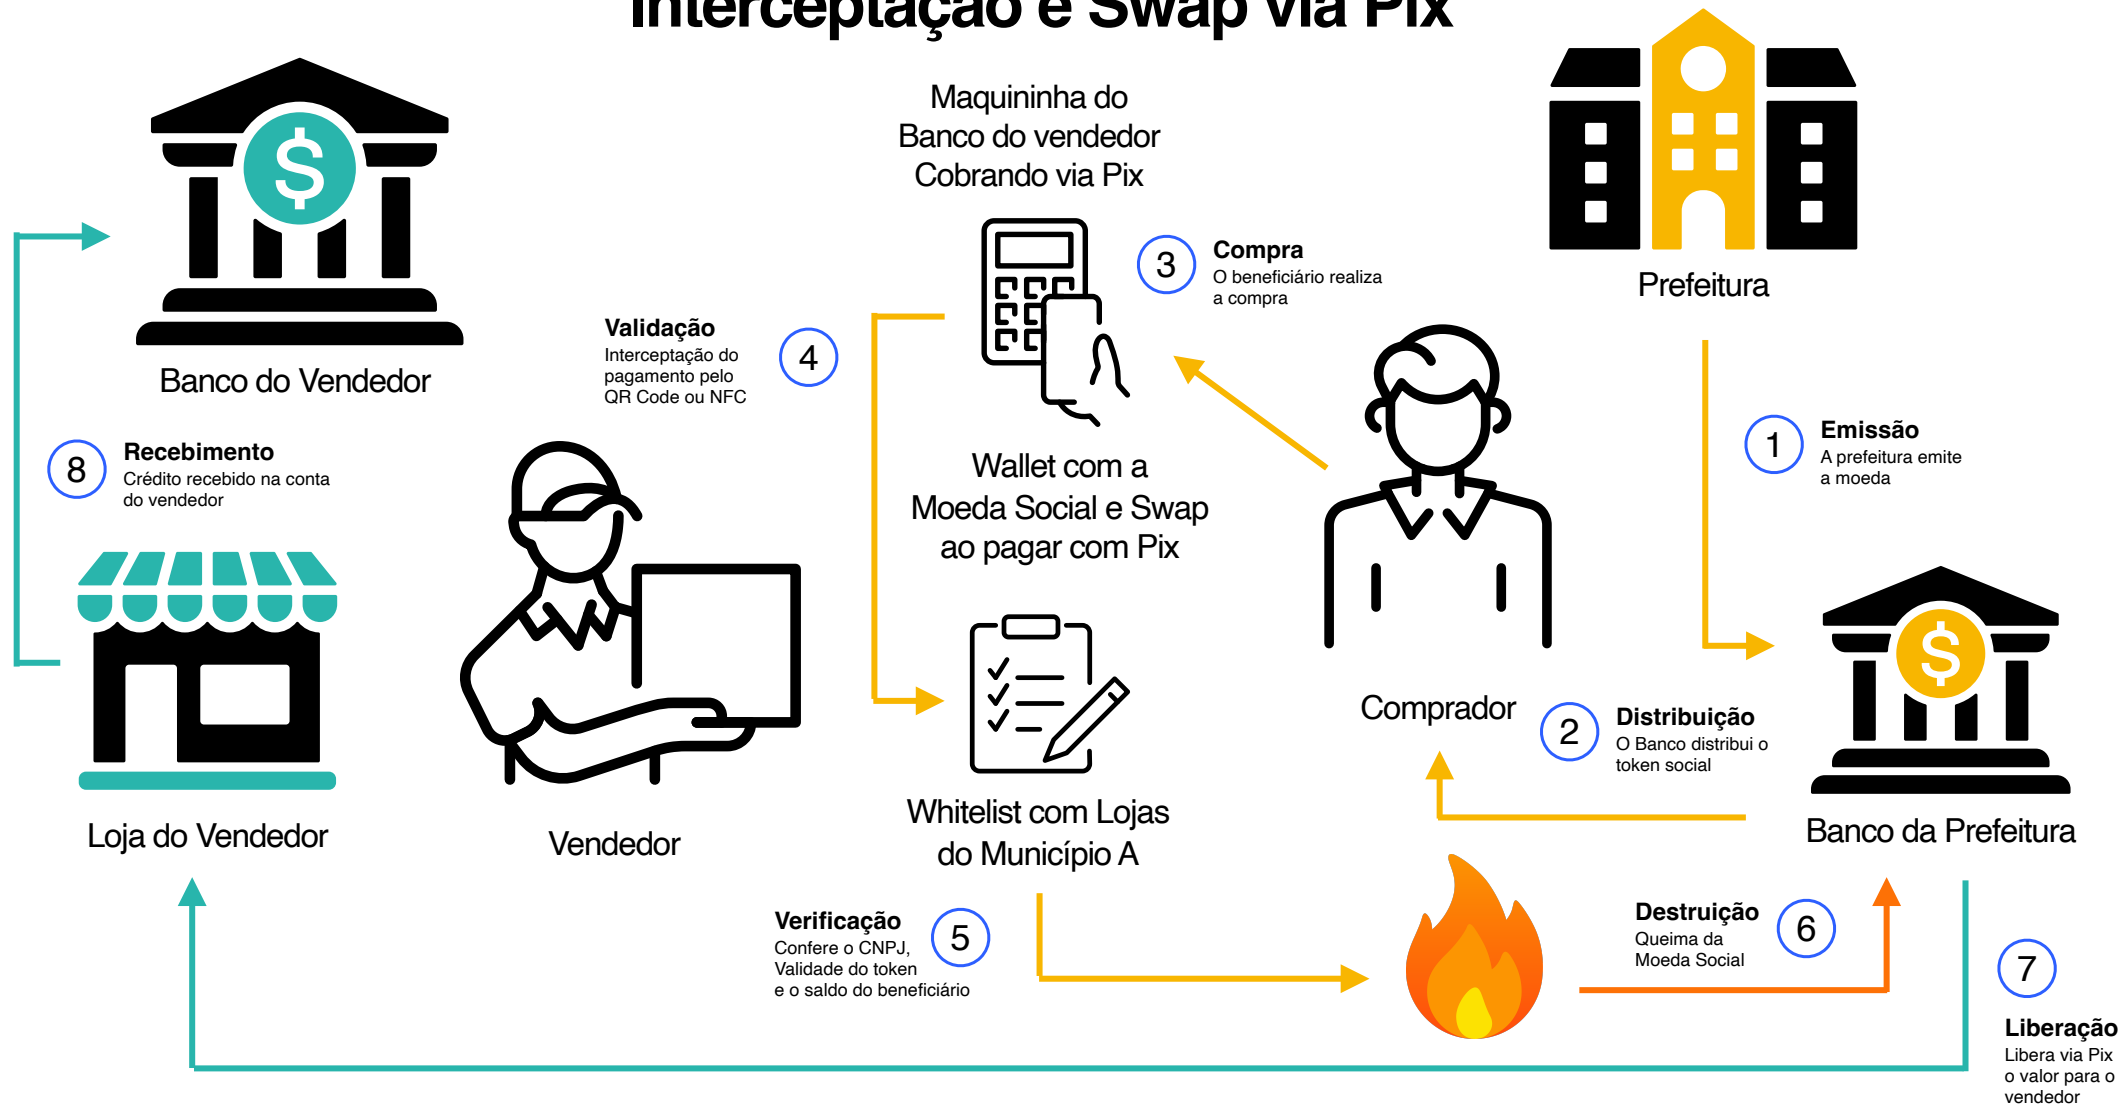 Interceptação e Swap via Pix
Maquininha do
Banco do vendedor
Cobrando via Pix
3
Compra
O beneficiário realiza
a compra
Prefeitura
Validação
Interceptação do
pagamento pelo
QR Code ou NFC
4
Banco do Vendedor
8
Recebimento
Crédito recebido na conta
do vendedor
Wallet com a
Moeda Social e Swap
ao pagar com Pix
1
Emissão
A prefeitura emite
a moeda
Comprador
2
Distribuição
O Banco distribui o
token social
Loja do Vendedor
Vendedor
Whitelist com Lojas
do Município A
Banco da Prefeitura
Verificação
Confere o CNPJ,
Validade do token
e o saldo do beneficiário
5
Destruição
Queima da
Moeda Social
6
7
Liberação
Libera via Pix
o valor para o
vendedor